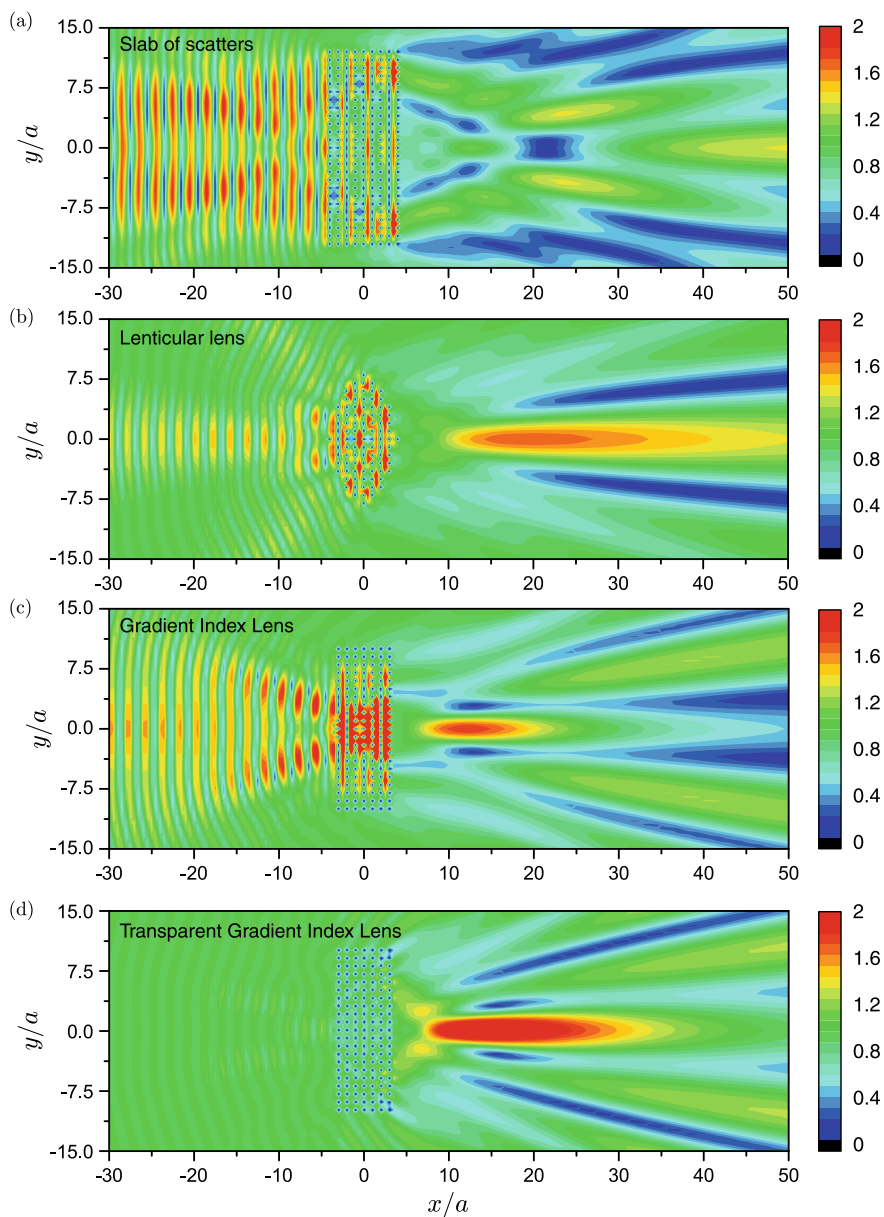 (a)
Slab of scatters
15.0
7.5
0.0
-7.5
-15.0
y/a
-30 -20 -10 0 10 20 30 40 50
2
1.6
1.2
0.8
0.4
0
(b)
Lenticular lens
15.0
7.5
0.0
-7.5
-15.0
y/a
-30 -20 -10 0 10 20 30 40 50
2
1.6
1.2
0.8
0.4
0
(c)
Gradient Index Lens
15.0
7.5
0.0
-7.5
-15.0
y/a
-30 -20 -10 0 10 20 30 40 50
2
1.6
1.2
0.8
0.4
0
(d)
Transparent Gradient Index Lens
15.0
7.5
0.0
-7.5
-15.0
y/a
-30 -20 -10 0 10 20 30 40 50
x/a
2
1.6
1.2
0.8
0.4
0